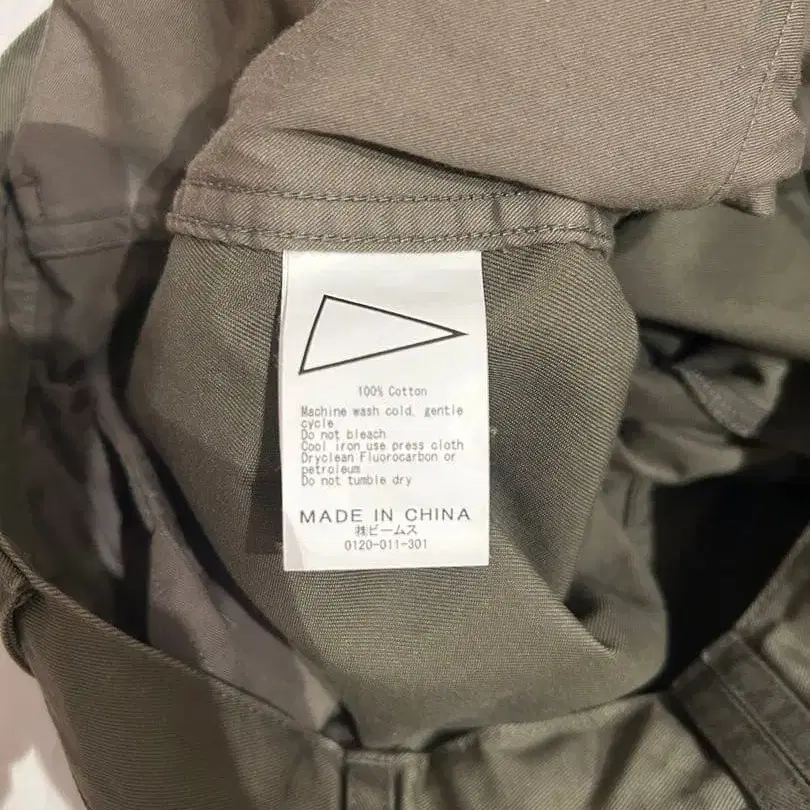 100% Cotton
Machine wash cold, gentle
cycle
Do not bleach
Cool iron use press cloth
Dryclean Fluorocarbon or
petroleum
Do not tumble dry
MADE IN CHINA
㈱ビームス
0120-011-301